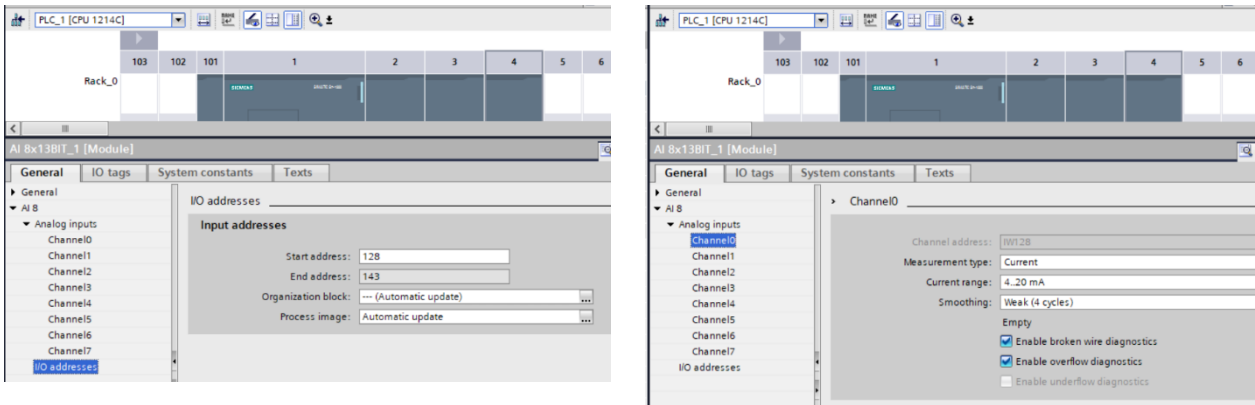 PLC_1 [CPU 1214C]
103 102 101 1 2 3 4 5 6
Rack_0
SIEMENS
AI 8x13BIT_1 [Module]
General IO tags System constants Texts
General
AI 8
Analog inputs
Channel0
Channel1
Channel2
Channel3
Channel4
Channel5
Channel6
Channel7
I/O addresses
I/O addresses
Input addresses
Start address: 128
End address: 143
Organization block: --- (Automatic update)
Process image: Automatic update
PLC_1 [CPU 1214C]
103 102 101 1 2 3 4 5 6
Rack_0
SIEMENS
AI 8x13BIT_1 [Module]
General IO tags System constants Texts
General
AI 8
Analog inputs
Channel0
Channel1
Channel2
Channel3
Channel4
Channel5
Channel6
Channel7
I/O addresses
Channel0
Channel address: IW128
Measurement type: Current
Current range: 4..20 mA
Smoothing: Weak (4 cycles)
Empty
Enable broken wire diagnostics
Enable overflow diagnostics
Enable underflow diagnostics